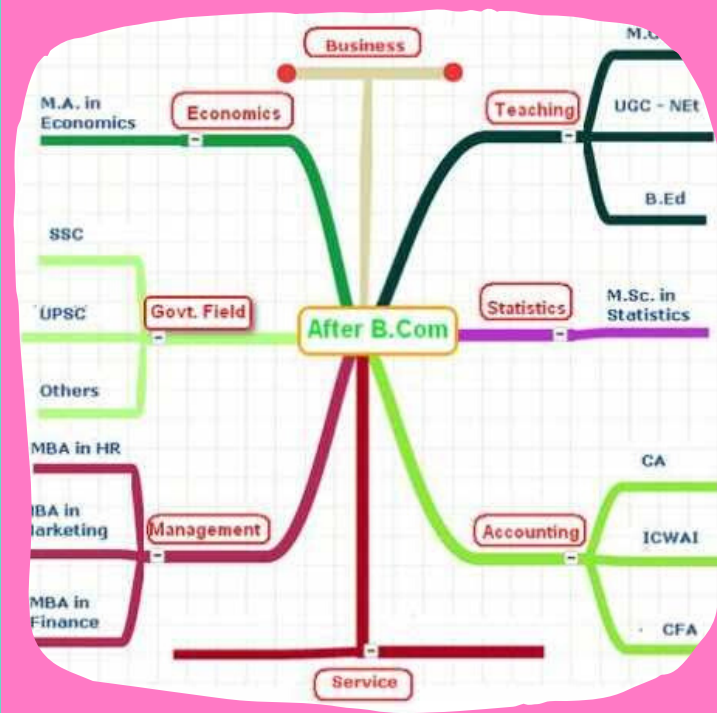 Business
Economics
M.A. in
Economics
Teaching
UGC - NEt
B.Ed
SSC
UPSC
Others
Govt. Field
After B.Com
Statistics
M.Sc. in
Statistics
MBA in HR
in
Management
MBA in
Finance
Accounting
CA
ICWAI
CFA
Service